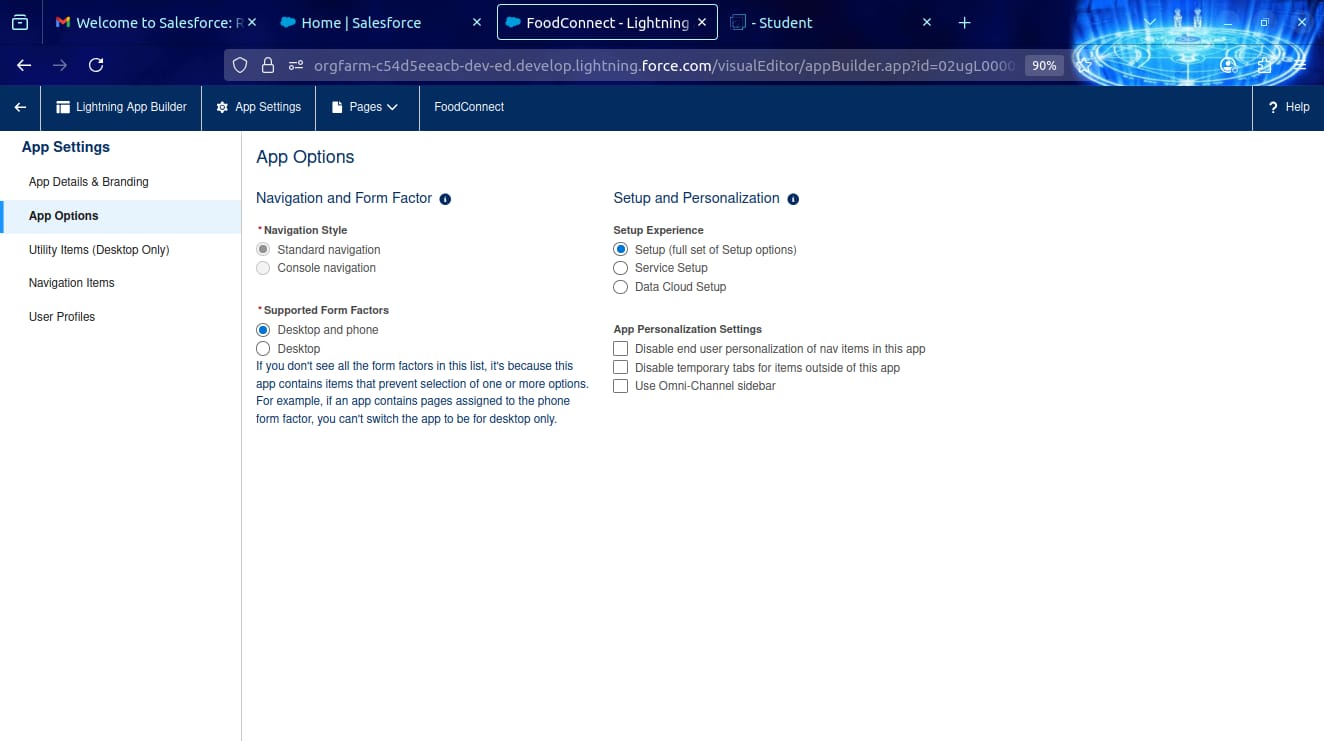 Welcome to Salesforce: R
Home | Salesforce
FoodConnect - Lightning
- Student
orgfarm-c54d5eeacb-dev-ed.develop.lightning.force.com/visualEditor/appBuilder.app?id=02ugL0000
90%
Lightning App Builder
App Settings
Pages
FoodConnect
? Help
App Settings
App Details & Branding
App Options
Utility Items (Desktop Only)
Navigation Items
User Profiles
App Options
Navigation and Form Factor
*Navigation Style
Standard navigation
Console navigation
*Supported Form Factors
Desktop and phone
Desktop
If you don't see all the form factors in this list, it's because this
app contains items that prevent selection of one or more options.
For example, if an app contains pages assigned to the phone
form factor, you can't switch the app to be for desktop only.
Setup and Personalization
Setup Experience
Setup (full set of Setup options)
Service Setup
Data Cloud Setup
App Personalization Settings
Disable end user personalization of nav items in this app
Disable temporary tabs for items outside of this app
Use Omni-Channel sidebar